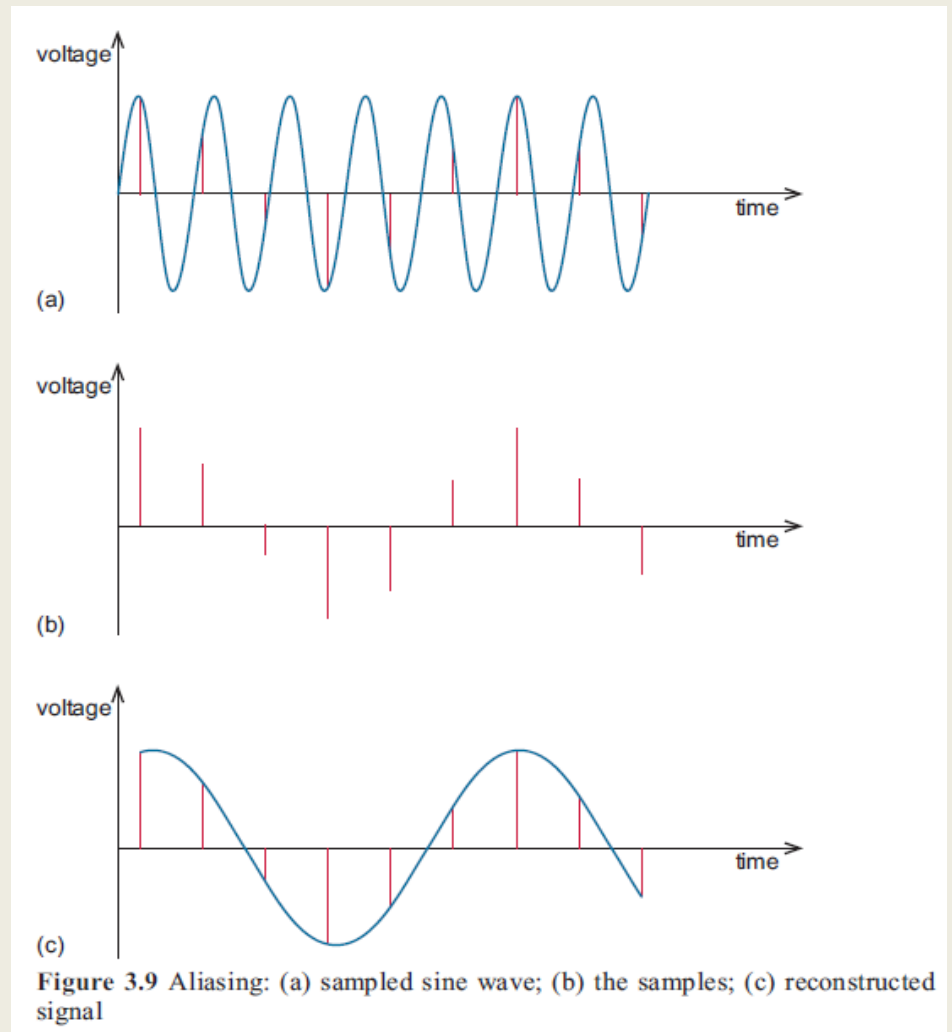 voltage
time
(a)
voltage
time
(b)
voltage
time
(c)
Figure 3.9 Aliasing: (a) sampled sine wave; (b) the samples; (c) reconstructed
signal